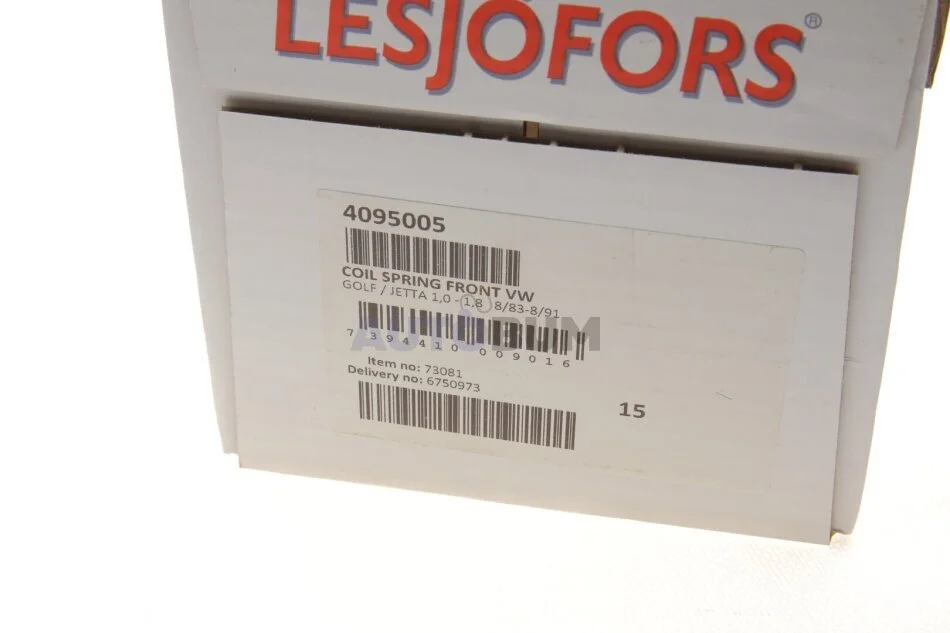 LESJÖFORS®
4095005
COIL SPRING FRONT VW
GOLF / JETTA 1,0 - 1,8 8/83-8/91
AUTOBUM
7 394410 009016
Item no: 73081
Delivery no: 6750973
15